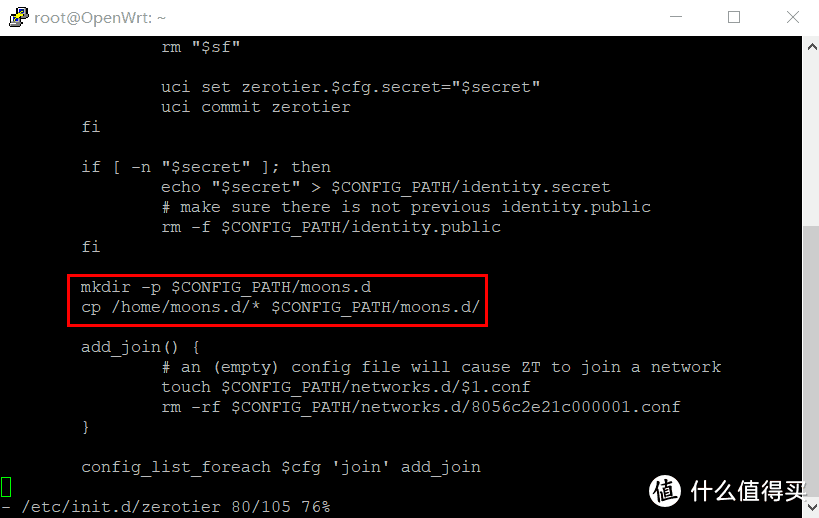 root@OpenWrt: ~
rm "$sf"
uci set zerotier.$cfg.secret="$secret"
uci commit zerotier
fi
if [ -n "$secret" ]; then
echo "$secret" > $CONFIG_PATH/identity.secret
# make sure there is not previous identity.public
rm -f $CONFIG_PATH/identity.public
fi
mkdir -p $CONFIG_PATH/moons.d
cp /home/moons.d/* $CONFIG_PATH/moons.d/
add_join() {
# an (empty) config file will cause ZT to join a network
touch $CONFIG_PATH/networks.d/$1.conf
rm -rf $CONFIG_PATH/networks.d/8056c2e21c000001.conf
}
config_list_foreach $cfg 'join' add_join
- /etc/init.d/zerotier 80/105 76%
值 什么值得买